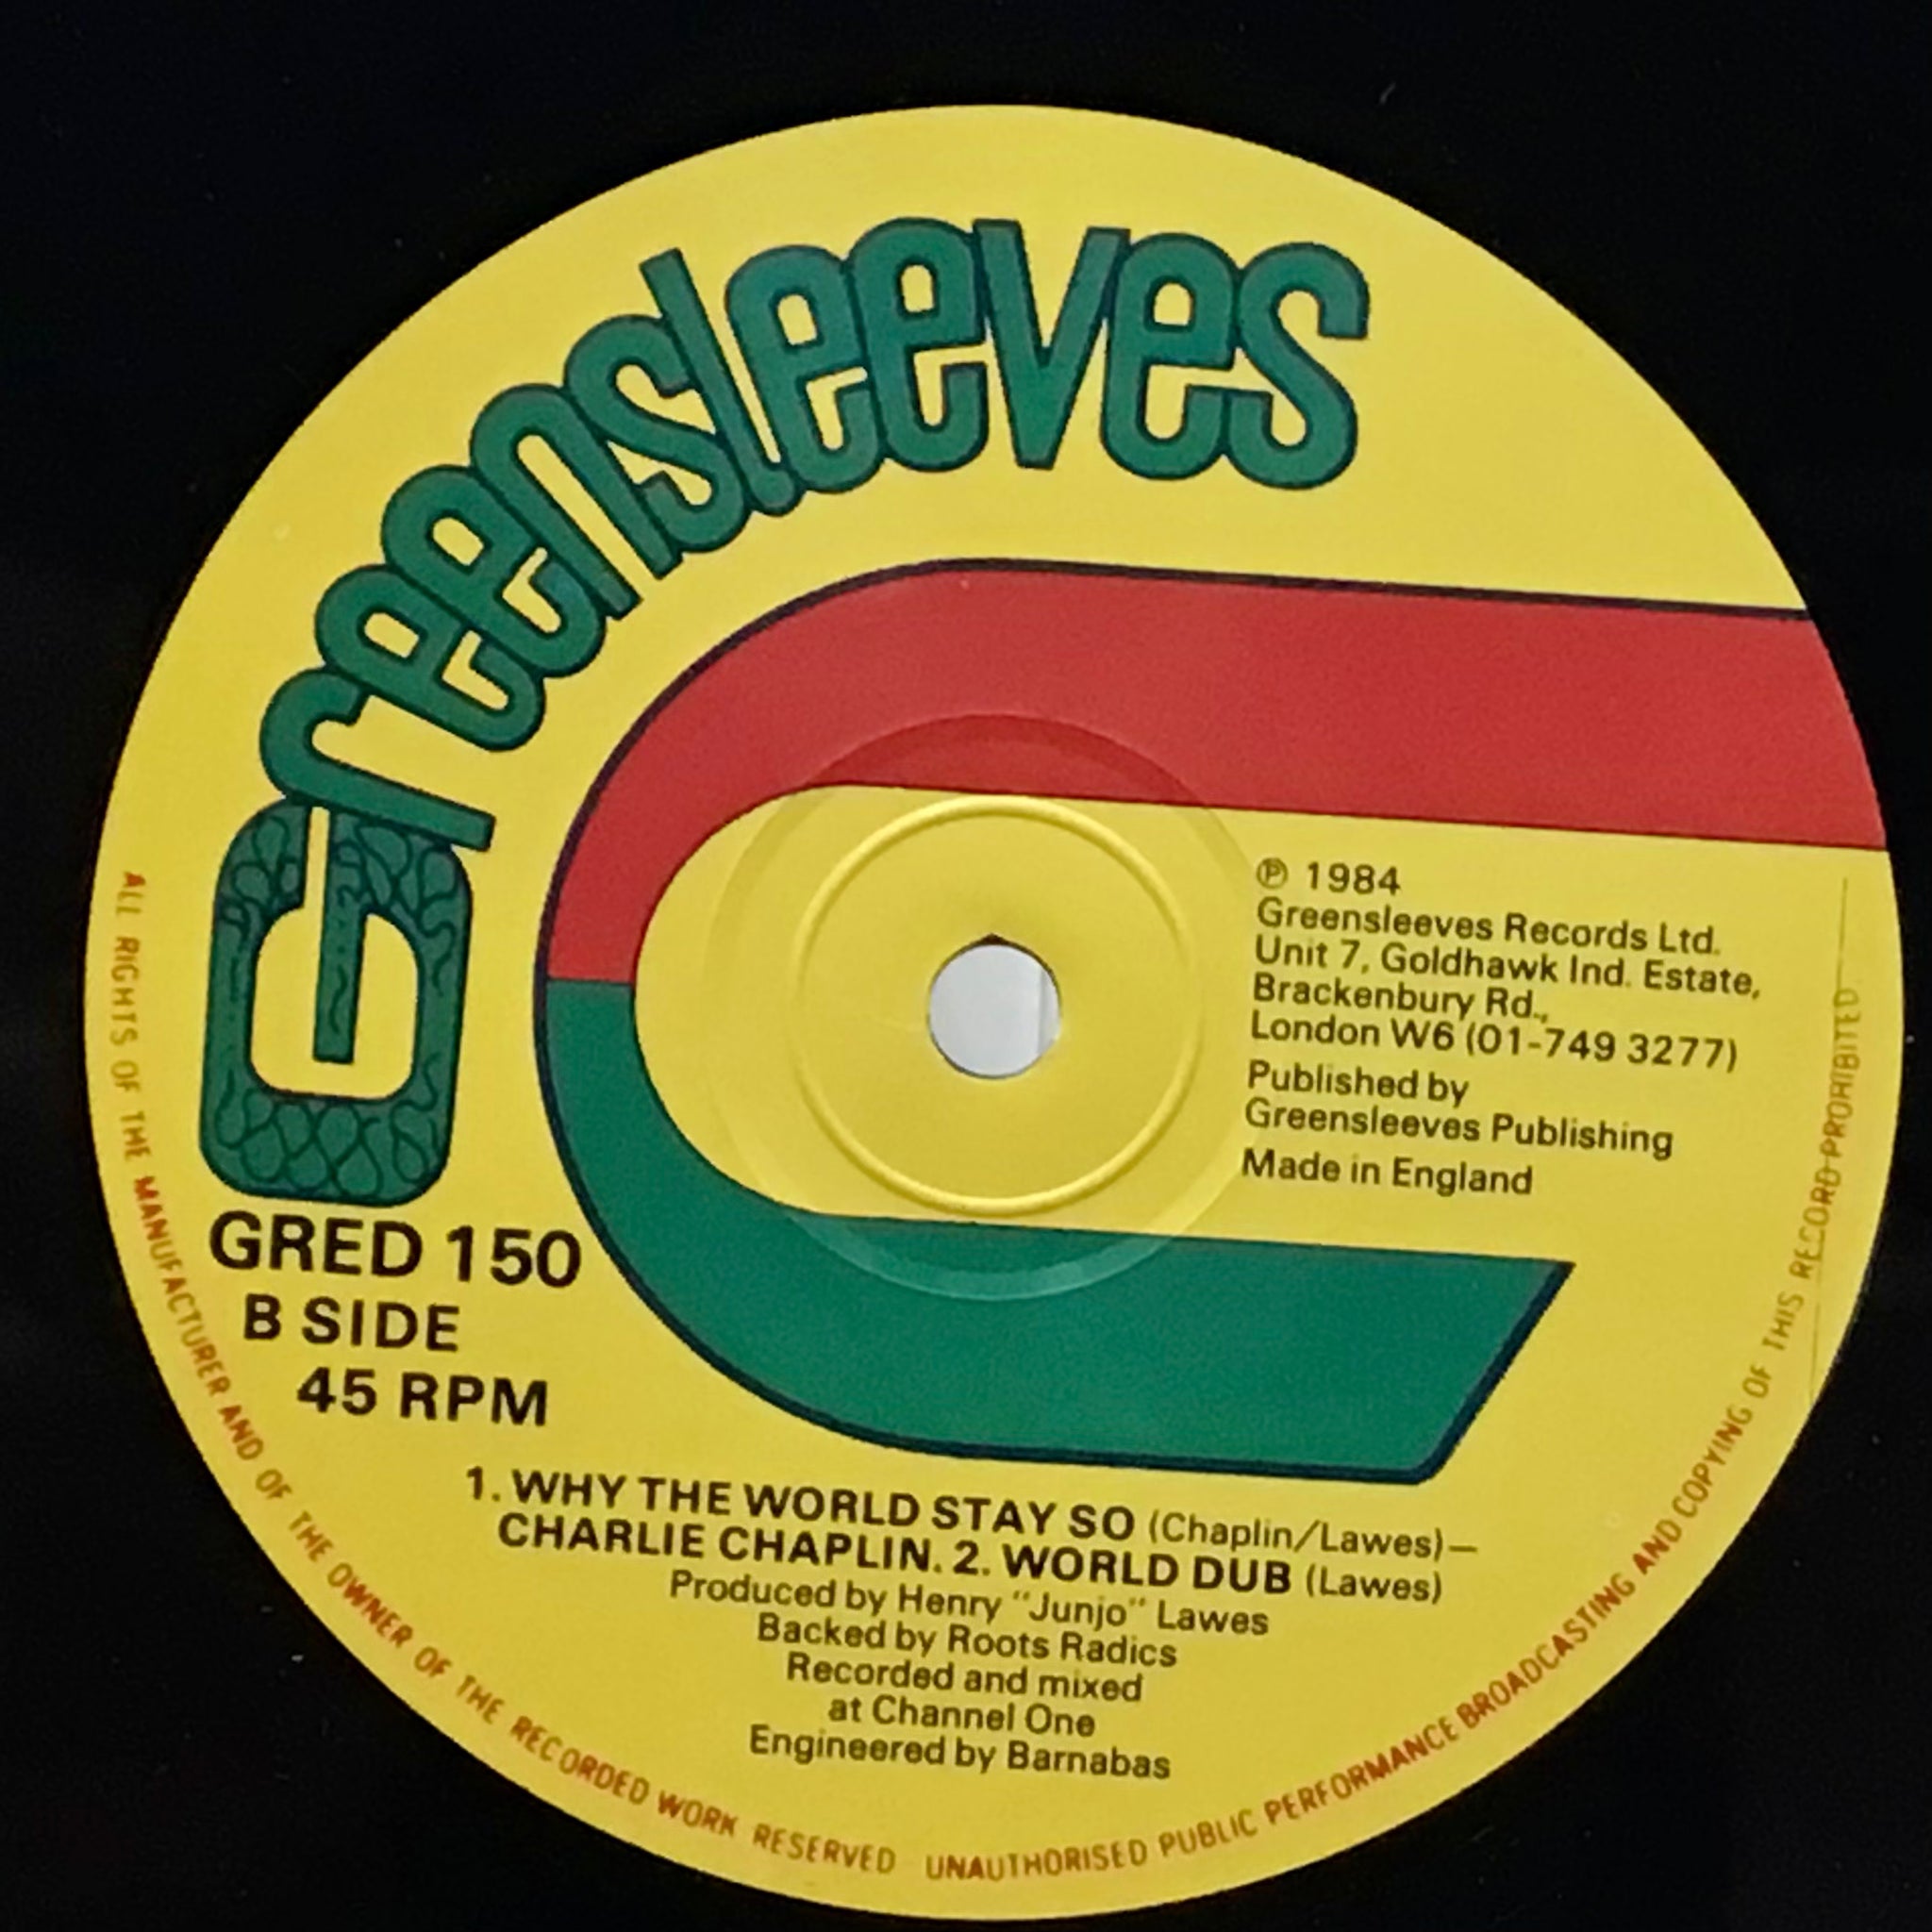 Greensleeves
℗ 1984
Greensleeves Records Ltd.
Unit 7, Goldhawk Ind. Estate,
Brackenbury Rd.,
London W6 (01-749 3277)
Published by
Greensleeves Publishing
Made in England
GRED 150
B SIDE
45 RPM
1. WHY THE WORLD STAY SO (Chaplin/Lawes)—
CHARLIE CHAPLIN. 2. WORLD DUB (Lawes)
Produced by Henry "Junjo" Lawes
Backed by Roots Radics
Recorded and mixed
at Channel One
Engineered by Barnabas
ALL RIGHTS OF THE MANUFACTURER AND OF THE OWNER OF THE RECORDED WORK RESERVED UNAUTHORISED PUBLIC PERFORMANCE BROADCASTING AND COPYING OF THIS RECORD PROHIBITED